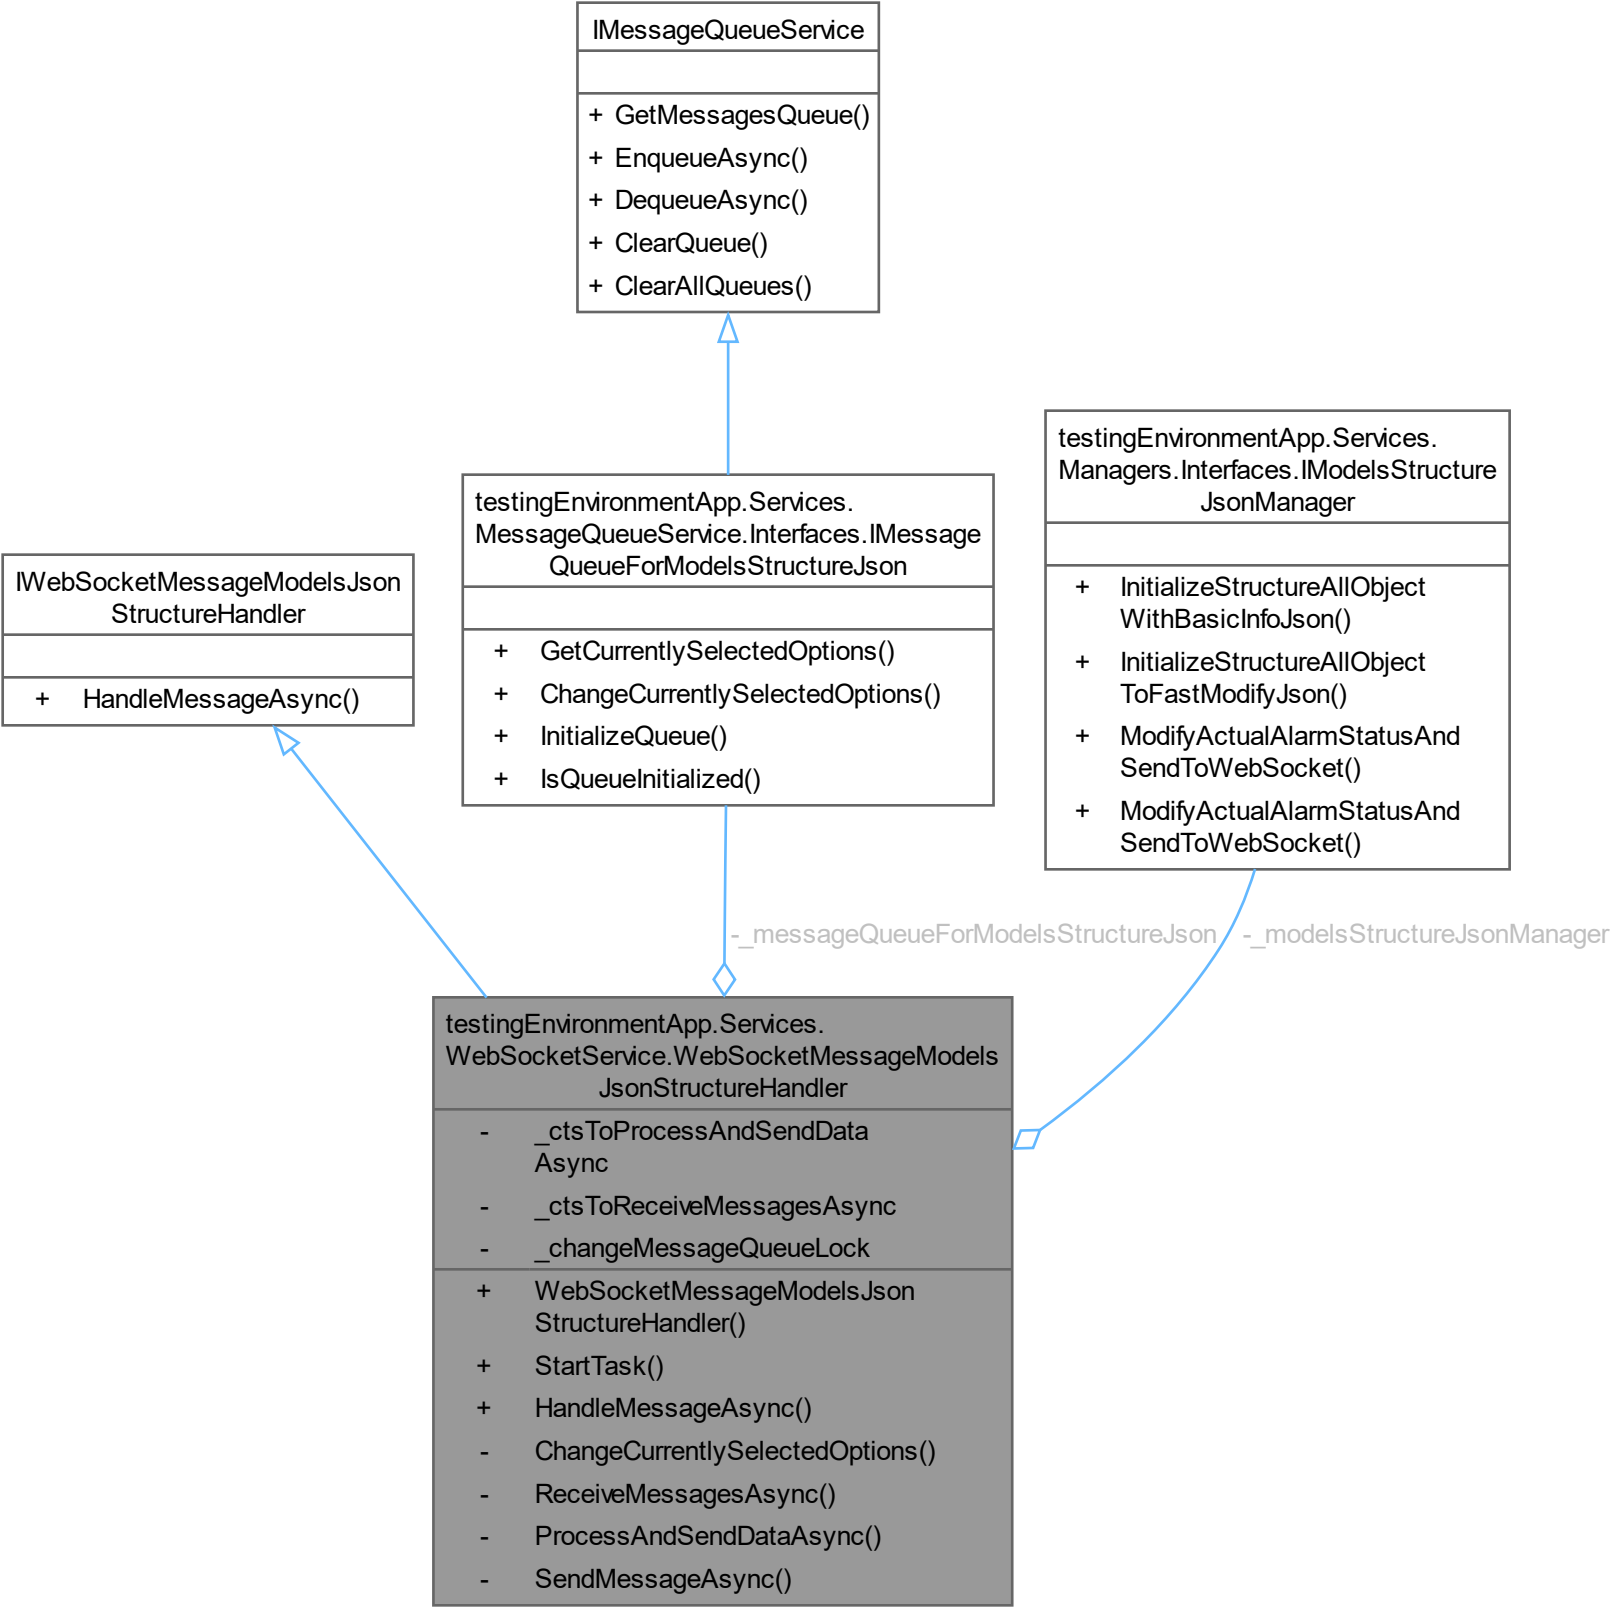 IMessageQueueService
+ GetMessagesQueue()
+ EnqueueAsync()
+ DequeueAsync()
+ ClearQueue()
+ ClearAllQueues()
testingEnvironmentApp.Services.
Managers.Interfaces.IModelsStructure
JsonManager
+ InitializeStructureAllObject
WithBasicInfoJson()
+ InitializeStructureAllObject
ToFastModifyJson()
+ ModifyActualAlarmStatusAnd
SendToWebSocket()
+ ModifyActualAlarmStatusAnd
SendToWebSocket()
testingEnvironmentApp.Services.
MessageQueueService.Interfaces.IMessage
QueueForModelsStructureJson
+ GetCurrentlySelectedOptions()
+ ChangeCurrentlySelectedOptions()
+ InitializeQueue()
+ IsQueueInitialized()
IWebSocketMessageModelsJson
StructureHandler
+ HandleMessageAsync()
-_messageQueueForModelsStructureJson
-_modelsStructureJsonManager
testingEnvironmentApp.Services.
WebSocketService.WebSocketMessageModels
JsonStructureHandler
- _ctsToProcessAndSendData
Async
- _ctsToReceiveMessagesAsync
- _changeMessageQueueLock
+ WebSocketMessageModelsJson
StructureHandler()
+ StartTask()
+ HandleMessageAsync()
- ChangeCurrentlySelectedOptions()
- ReceiveMessagesAsync()
- ProcessAndSendDataAsync()
- SendMessageAsync()